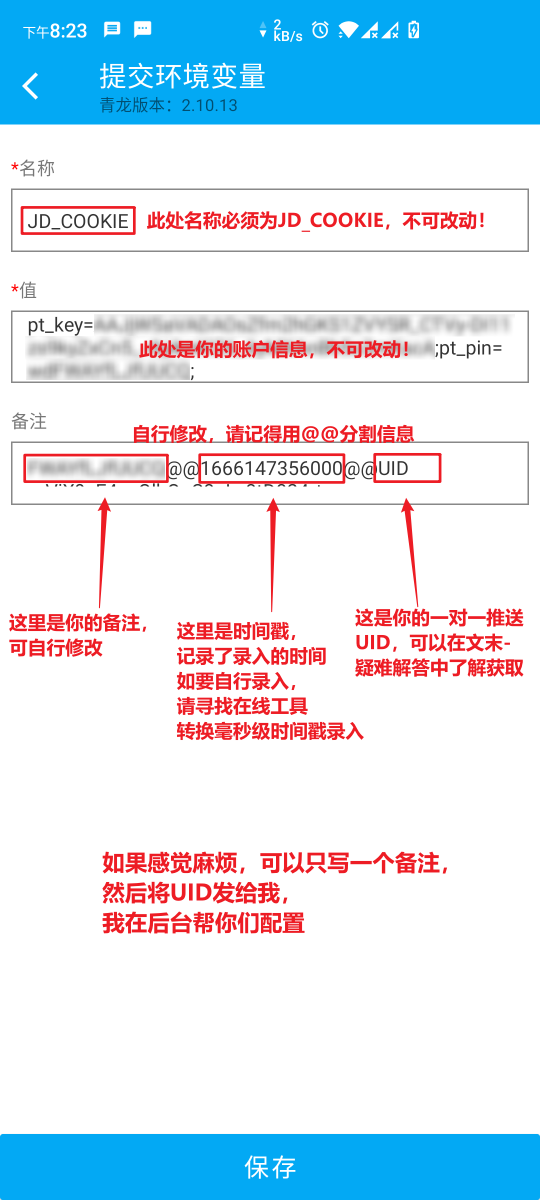 下午8:23
2
KB/s
提交环境变量
青龙版本：2.10.13
*名称
JD_COOKIE 此处名称必须为JD_COOKIE，不可改动！
*值
pt_key=
此处是你的账户信息，不可改动！
;pt_pin=
;
备注
自行修改，请记得用@@分割信息
@@1666147356000@@UID
这里是你的备注，
可自行修改
这里是时间戳，
记录了录入的时间
如要自行录入，
请寻找在线工具
转换毫秒级时间戳录入
这是你的一对一推送
UID，可以在文末-
疑难解答中了解获取
如果感觉麻烦，可以只写一个备注，
然后将UID发给我，
我在后台帮你们配置
保存